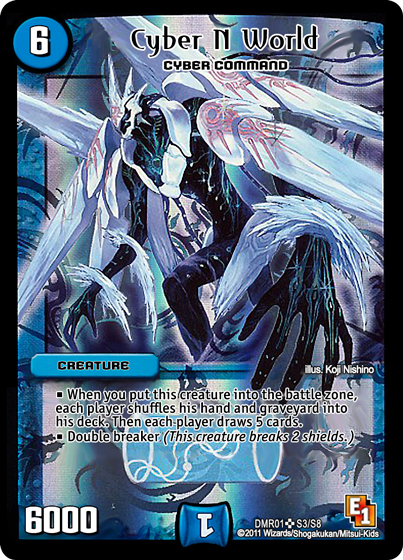 6
Cyber N World
CYBER COMMAND
CREATURE
illus. Koji Nishino
■ When you put this creature into the battle zone,
each player shuffles his hand and graveyard into
his deck. Then each player draws 5 cards.
■ Double breaker (This creature breaks 2 shields.)
6000
1
E1
DMR01 S3/S8
©2011 Wizards/Shogakukan/Mitsui-Kids